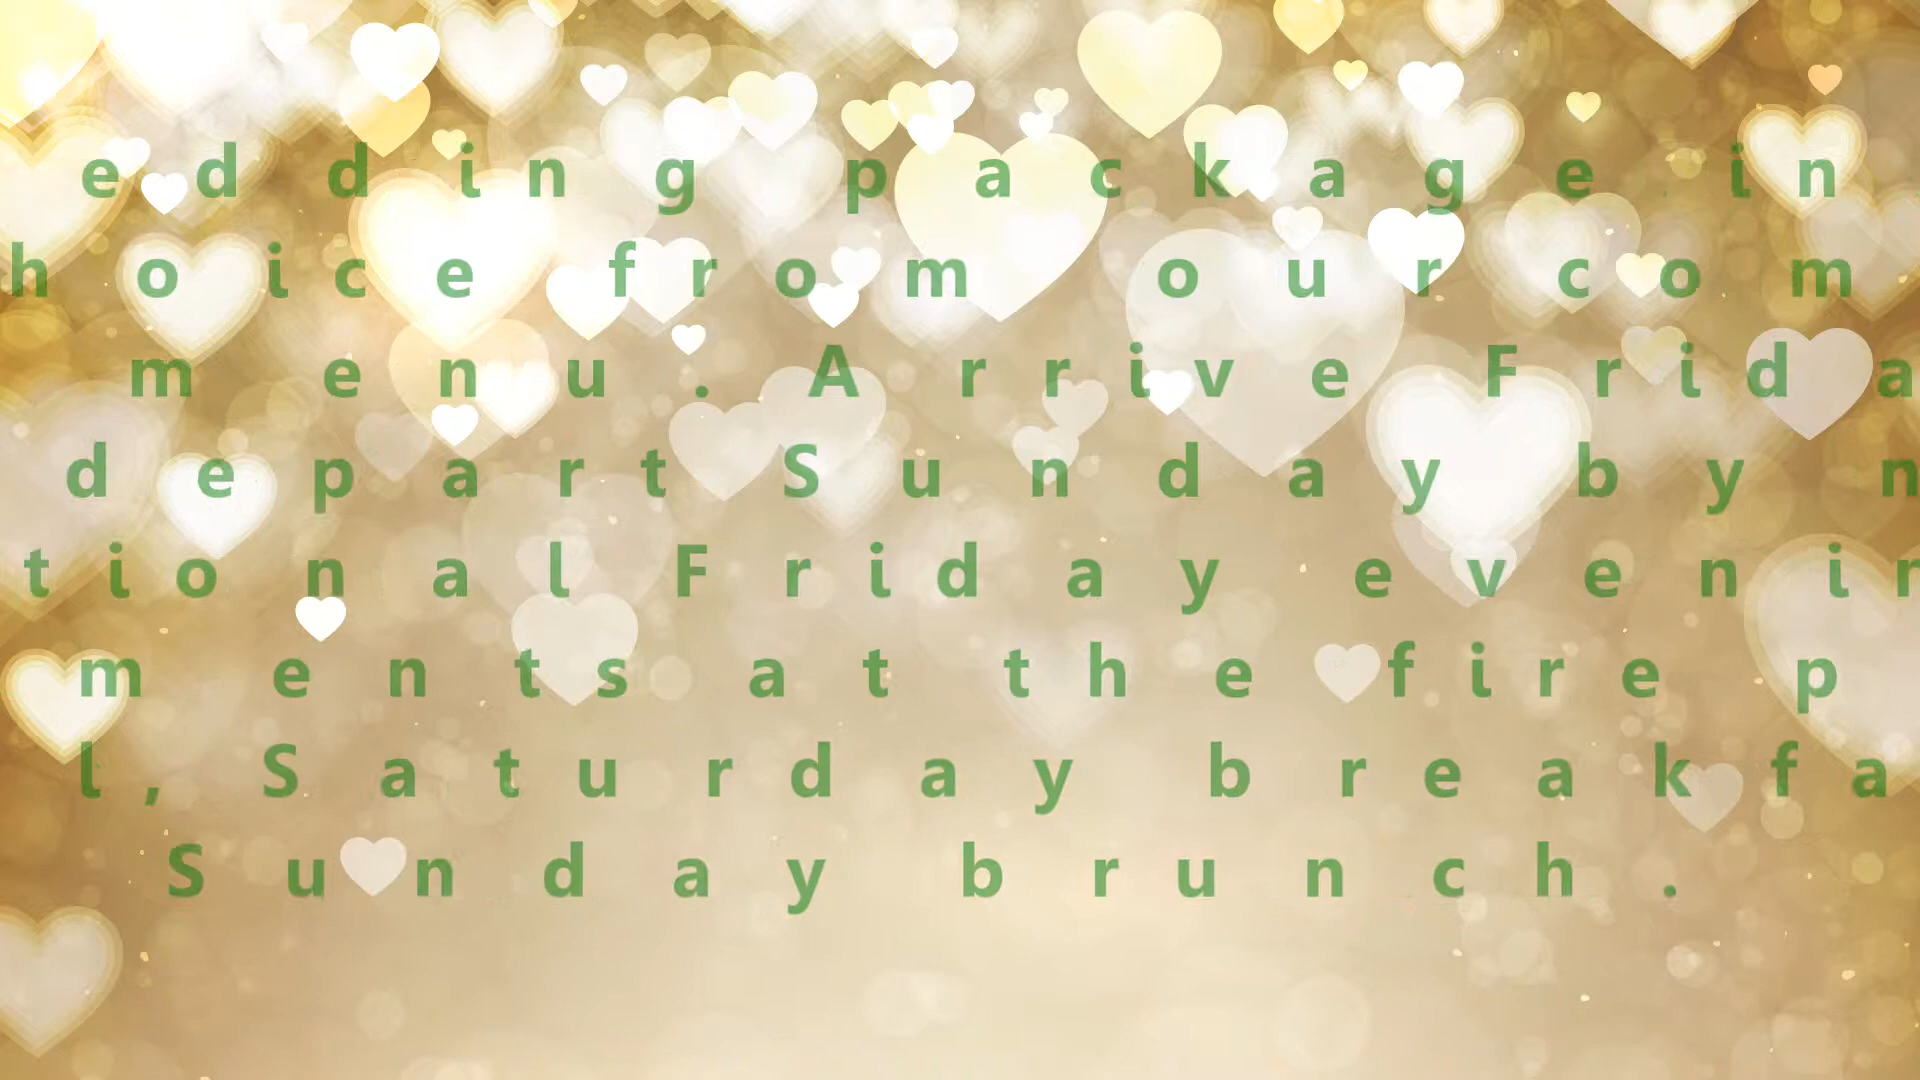 edding package in
hoice from our com
menu. Arrive Frida
depart Sunday by n
tional Friday evenin
ments at the fire p
l, Saturday breakfa
Sunday brunch.